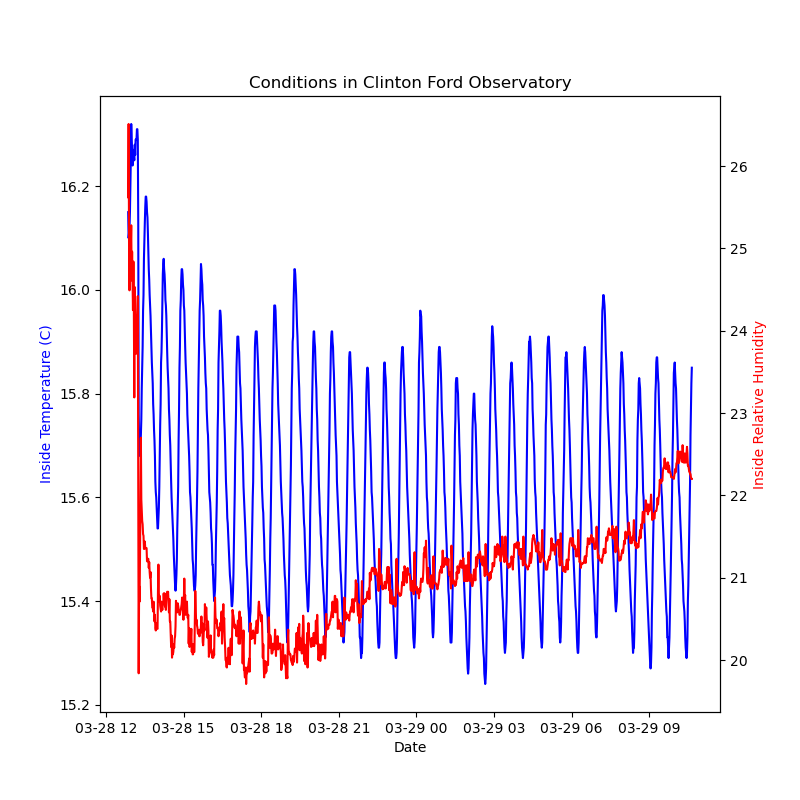 Conditions in Clinton Ford Observatory
Inside Temperature (C)
16.2
16.0
15.8
15.6
15.4
15.2
26
25
24
23
22
21
20
Inside Relative Humidity
03-28 12 03-28 15 03-28 18 03-28 21 03-29 00 03-29 03 03-29 06 03-29 09
Date